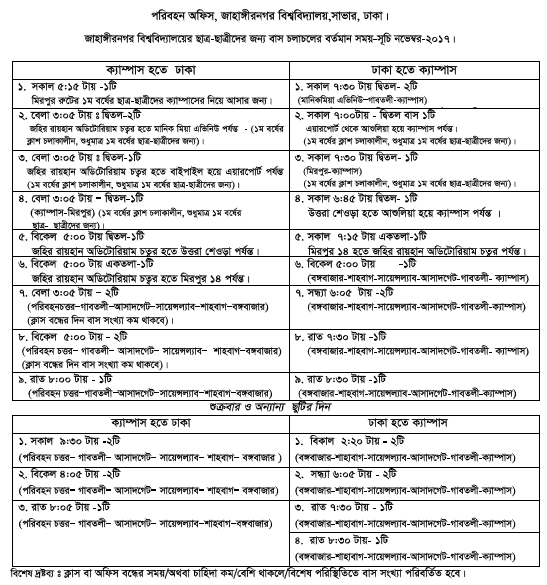 পরিবহন অফিস, জাহাঙ্গীরনগর বিশ্ববিদ্যালয়,সাভার, ঢাকা।
জাহাঙ্গীরনগর বিশ্ববিদ্যালয়ের ছাত্র-ছাত্রীদের জন্য বাস চলাচলের বর্তমান সময়-সূচি নভেম্বর-২০১৭।
ক্যাম্পাস হতে ঢাকা
ঢাকা হতে ক্যাম্পাস
১. সকাল ৫:১৫ টায় -১টি
মিরপুর রুটের ১ম বর্ষের ছাত্র-ছাত্রীদের ক্যাম্পাসের নিয়ে আসার জন্য।
১. সকাল ৭:৩০ টায় দ্বিতল- ২টি
(মানিকমিয়া এভিনিউ-গাবতলী-ক্যাম্পাস)
২. বেলা ৩:০৫ টায় ঃ দ্বিতল-২টি
জহির রায়হান অডিটোরিয়াম চত্বর হতে মানিক মিয়া এভিনিউ পর্যন্ত - (১ম বর্ষের
ক্লাশ চলাকালীন, শুধুমাত্র ১ম বর্ষের ছাত্র-ছাত্রীদের জন্য)।
২. সকাল ৭:০০টায় - দ্বিতল বাস ১টি
এয়ারপোর্ট থেকে আশুলিয়া হয়ে ক্যাম্পাস পর্যন্ত।
(১ম বর্ষের ক্লাশ চলাকালীন, শুধুমাত্র ১ম বর্ষের ছাত্র-ছাত্রীদের জন্য)।
৩. বেলা ৩:০৫ টায় ঃ দ্বিতল- ১টি
জহির রায়হান অডিটোরিয়াম চত্বর হতে বাইপাইল হয়ে এয়ারপোর্ট পর্যন্ত
(১ম বর্ষের ক্লাশ চলাকালীন, শুধুমাত্র ১ম বর্ষের ছাত্র-ছাত্রীদের জন্য)।
৩. সকাল ৭:৩০ টায় দ্বিতল- ১টি
(মিরপুর-ক্যাম্পাস)
(১ম বর্ষের ক্লাশ চলাকালীন, শুধুমাত্র ১ম বর্ষের ছাত্র-ছাত্রীদের জন্য)।
৪. বেলা ৩:০৫ টায় – দ্বিতল- ১টি
(ক্যাম্পাস-মিরপুর) (১ম বর্ষের ক্লাশ চলাকালীন, শুধুমাত্র ১ম বর্ষের
ছাত্র- ছাত্রীদের জন্য)।
৪. সকাল ৬:৪৫ টায় দ্বিতল- ১টি
উত্তরা শেওড়া হতে আশুলিয়া হয়ে ক্যাম্পাস পর্যন্ত ।
৫. বিকেল ৫:০০ টায় দ্বিতল-১টি
জহির রায়হান অডিটোরিয়াম চত্বর হতে উত্তরা শেওড়া পর্যন্ত।
৫. সকাল ৭:১৫ টায় একতলা-১টি
মিরপুর ১৪ হতে জহির রায়হান অডিটোরিয়াম চত্বর পর্যন্ত।
৬. বিকেল ৫:০০ টায় একতলা-১টি
জহির রায়হান অডিটোরিয়াম চত্বর হতে মিরপুর ১৪ পর্যন্ত।
৬. বিকেল ৫:০০ টায় -১টি
(বঙ্গবাজার-শাহবাগ-সায়েন্সল্যাব-আসাদগেট-গাবতলী- ক্যাম্পাস)
৭. বেলা ৩:০৫ টায় – ২টি
(পরিবহনচত্তর-গাবতলী–আসাদগেট–সায়েন্সল্যাব–শাহবাগ–বঙ্গবাজার)
(ক্লাস বন্ধের দিন বাস সংখ্যা কম থাকবে)।
৭. সন্ধ্যা ৬:০৫ টায় -২টি
(বঙ্গবাজার-শাহবাগ-সায়েন্সল্যাব-আসাদগেট-গাবতলী-ক্যাম্পাস)
৮. বিকেল ৫:০০ টায় - ২টি
(পরিবহন চত্তর- গাবতলী– আসাদগেট– সায়েন্সল্যাব– শাহবাগ–বঙ্গবাজার)
(ক্লাস বন্ধের দিন বাস সংখ্যা কম থাকবে)।
৮. রাত ৭:৩০ টায় -১টি
(বঙ্গবাজার-শাহবাগ-সায়েন্সল্যাব-আসাদগেট-গাবতলী- ক্যাম্পাস)
৯. রাত ৮:০০ টায় - ১টি
(পরিবহন চত্তর–গাবতলী–আসাদগেট–সায়েন্সল্যাব–শাহবাগ–বঙ্গবাজার)
৯. রাত ৮:৩০ টায় -১টি
(বঙ্গবাজার-শাহবাগ-সায়েন্সল্যাব-আসাদগেট-গাবতলী-ক্যাম্পাস)
শুক্রবার ও অন্যান্য ছুটির দিন
ক্যাম্পাস হতে ঢাকা
ঢাকা হতে ক্যাম্পাস
১. সকাল ৯:৩০ টায় -২টি
(পরিবহন চত্তর– গাবতলী– আসাদগেট– সায়েন্সল্যাব– শাহবাগ– বঙ্গবাজার )
১. বিকাল ২:২০ টায় – ২টি
(বঙ্গবাজার-শাহবাগ-সায়েন্সল্যাব-আসাদগেট-গাবতলী-ক্যাম্পাস)
২. বিকেল ৪:০৫ টায় -২টি
(পরিবহন চত্তর– গাবতলী– আসাদগেট– সায়েন্সল্যাব– শাহবাগ– বঙ্গবাজার)
২. সন্ধ্যা ৬:০৫ টায় - ২টি
(বঙ্গবাজার-শাহবাগ-সায়েন্সল্যাব-আসাদগেট-গাবতলী-ক্যাম্পাস)
৩. রাত ৮:০৫ টায় -১টি
(পরিবহন চত্তর– গাবতলী– আসাদগেট– সায়েন্সল্যাব–শাহবাগ– বঙ্গবাজার)
৩. রাত ৭:৩০ টায় - ১টি
(বঙ্গবাজার-শাহবাগ-সায়েন্সল্যাব-আসাদগেট-গাবতলী-ক্যাম্পাস)
৪. রাত ৮:৩০ টায়- ১টি
(বঙ্গবাজার-শাহবাগ-সায়েন্সল্যাব-আসাদগেট-গাবতলী-ক্যাম্পাস)
বিশেষ দ্রষ্টব্য ঃ ক্লাস বা অফিস বন্ধের সময়/অথবা চাহিদা কম/বেশি থাকলে/বিশেষ পরিস্থিতিতে বাস সংখ্যা পরিবর্তিত হবে।